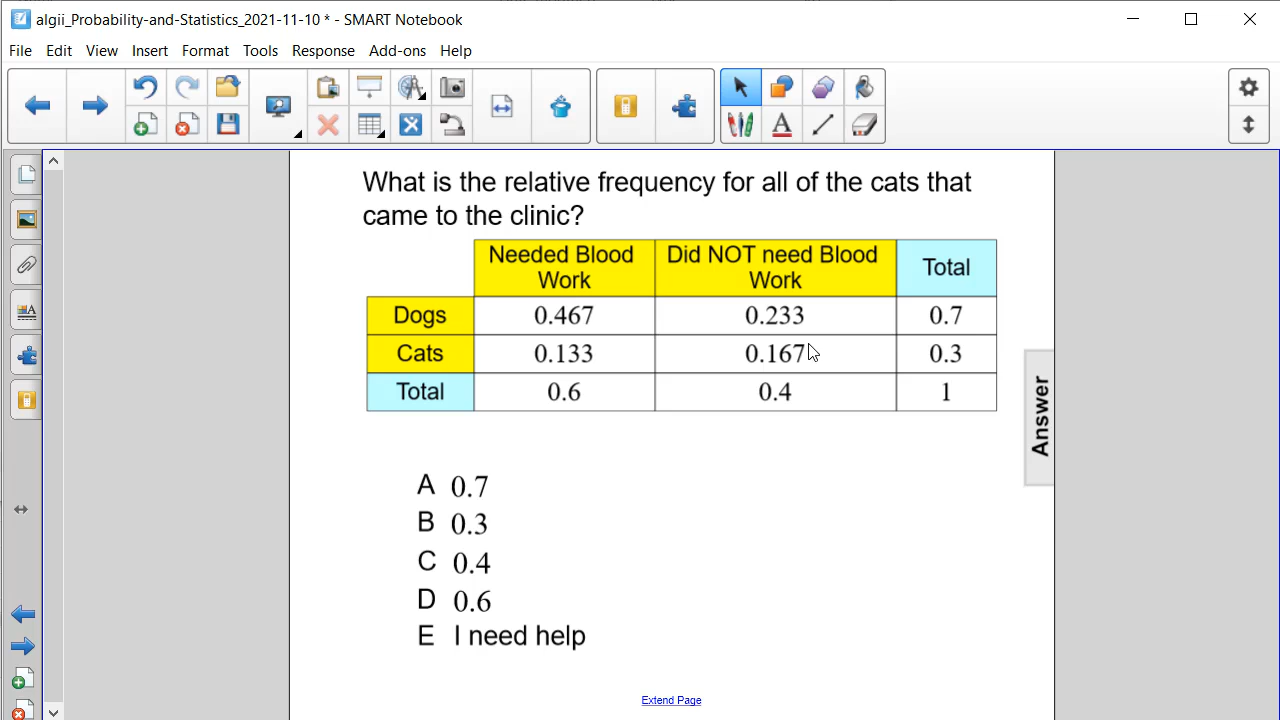 algii_Probability-and-Statistics_2021-11-10 * - SMART Notebook
File Edit View Insert Format Tools Response Add-ons Help
What is the relative frequency for all of the cats that
came to the clinic?
Needed Blood Work Did NOT need Blood Work Total
Dogs 0.467 0.233 0.7
Cats 0.133 0.167 0.3
Total 0.6 0.4 1
Answer
A 0.7
B 0.3
C 0.4
D 0.6
E I need help
Extend Page